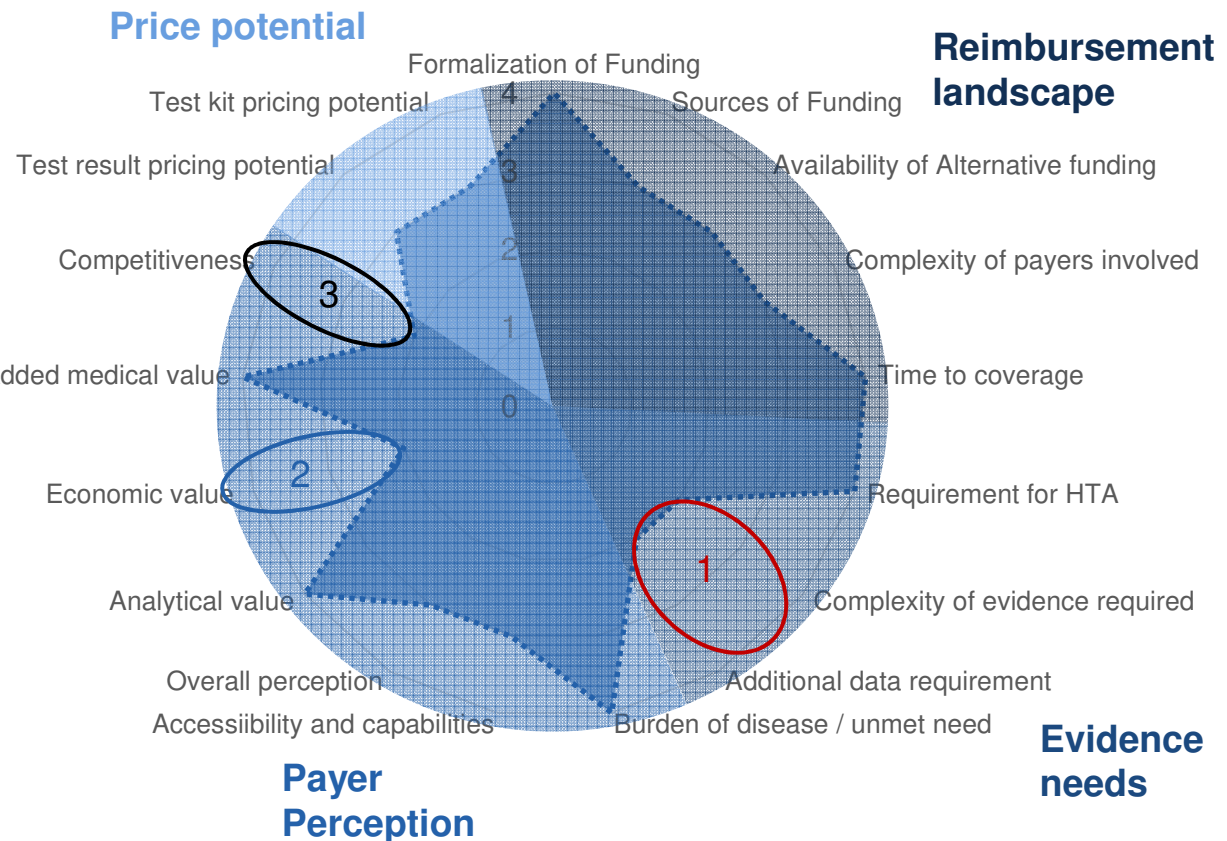 Price potential
Reimbursement
landscape
Formalization of Funding
Test kit pricing potential
4
Sources of Funding
Test result pricing potential
3
Availability of Alternative funding
Competitiveness
2
Complexity of payers involved
3
1
dded medical value
Time to coverage
0
2
Economic value
Requirement for HTA
1
Analytical value
Complexity of evidence required
Overall perception
Additional data requirement
Accessiibility and capabilities
Burden of disease / unmet need
Evidence
needs
Payer
Perception